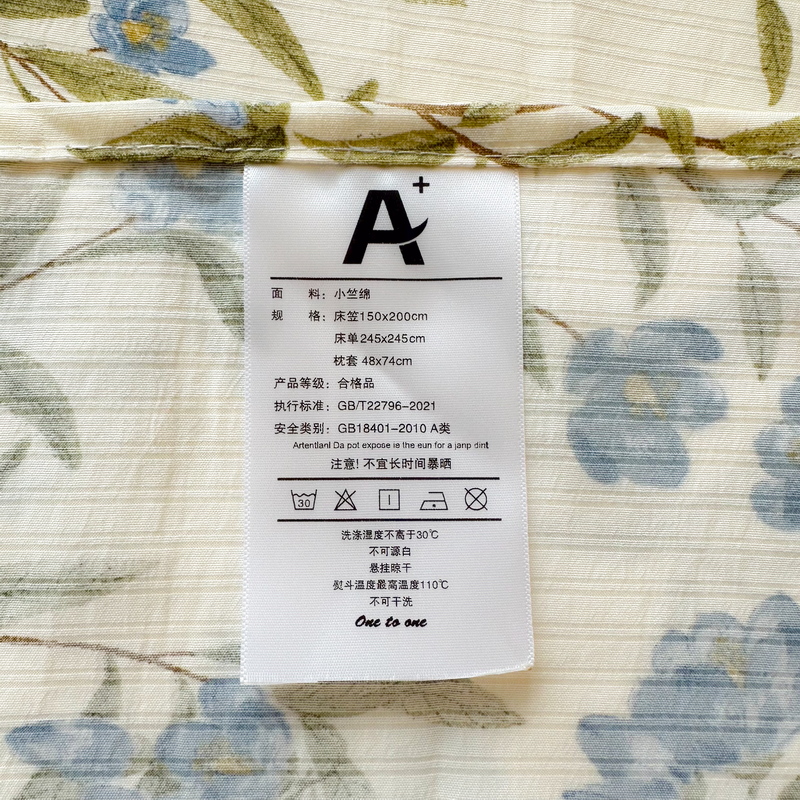 A+
面 料：小竺绵
规 格：床笠150x200cm
床单245x245cm
枕套 48x74cm
产品等级：合格品
执行标准：GB/T22796-2021
安全类别：GB18401-2010 A类
Artentlanl Da pot expose ie the eun for a janp dint
注意! 不宜长时间暴晒
30
洗涤湿度不高于30℃
不可源白
悬挂晾干
熨斗温度最高温度110℃
不可干洗
One to one